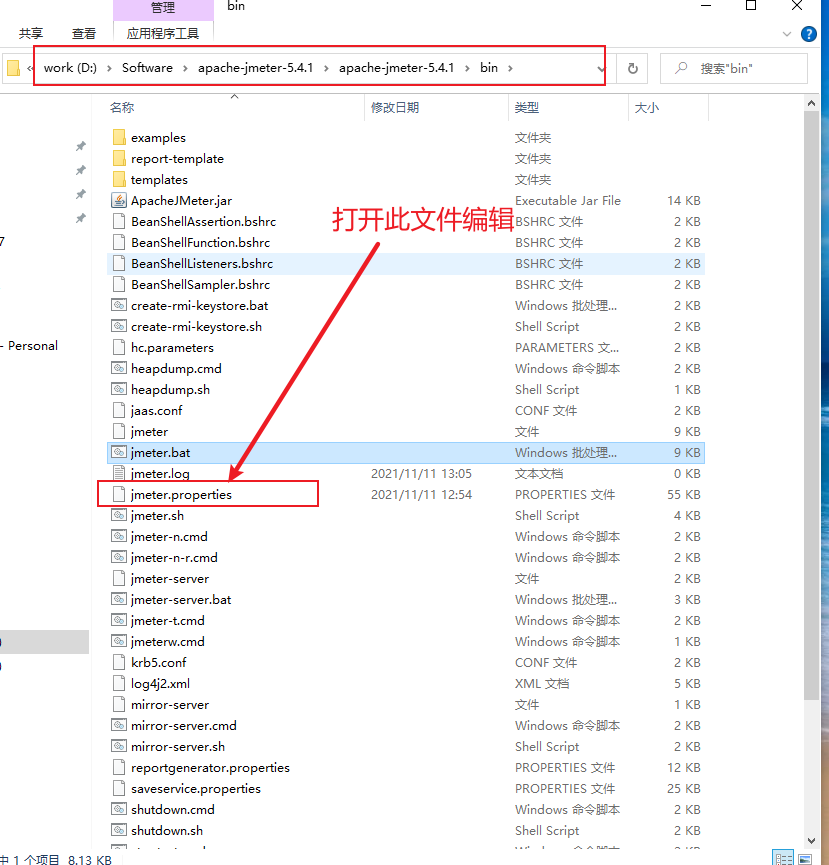 管理
bin
共享
查看
应用程序工具
«
work (D:) › Software › apache-jmeter-5.4.1 › apache-jmeter-5.4.1 › bin ›
搜索"bin"
名称 修改日期 类型 大小
examples 文件夹
report-template 文件夹
templates 文件夹
ApacheJMeter.jar Executable Jar File 14 KB
打开此文件编辑
BeanShellAssertion.bshrc BSHRC 文件 2 KB
BeanShellFunction.bshrc BSHRC 文件 2 KB
BeanShellListeners.bshrc BSHRC 文件 2 KB
BeanShellSampler.bshrc BSHRC 文件 2 KB
create-rmi-keystore.bat Windows 批处理... 2 KB
create-rmi-keystore.sh Shell Script 2 KB
- Personal
hc.parameters PARAMETERS 文... 2 KB
heapdump.cmd Windows 命令脚本 2 KB
heapdump.sh Shell Script 1 KB
jaas.conf CONF 文件 2 KB
jmeter 文件 9 KB
jmeter.bat Windows 批处理... 9 KB
jmeter.log 2021/11/11 13:05 文本文档 0 KB
jmeter.properties 2021/11/11 12:54 PROPERTIES 文件 55 KB
jmeter.sh Shell Script 4 KB
jmeter-n.cmd Windows 命令脚本 2 KB
jmeter-n-r.cmd Windows 命令脚本 2 KB
jmeter-server 文件 2 KB
jmeter-server.bat Windows 批处理... 3 KB
jmeter-t.cmd Windows 命令脚本 2 KB
jmeterw.cmd Windows 命令脚本 1 KB
krb5.conf CONF 文件 2 KB
log4j2.xml XML 文档 5 KB
mirror-server 文件 1 KB
mirror-server.cmd Windows 命令脚本 2 KB
mirror-server.sh Shell Script 2 KB
reportgenerator.properties PROPERTIES 文件 12 KB
saveservice.properties PROPERTIES 文件 25 KB
shutdown.cmd Windows 命令脚本 2 KB
shutdown.sh Shell Script 2 KB
中 1 个项目 8.13 KB